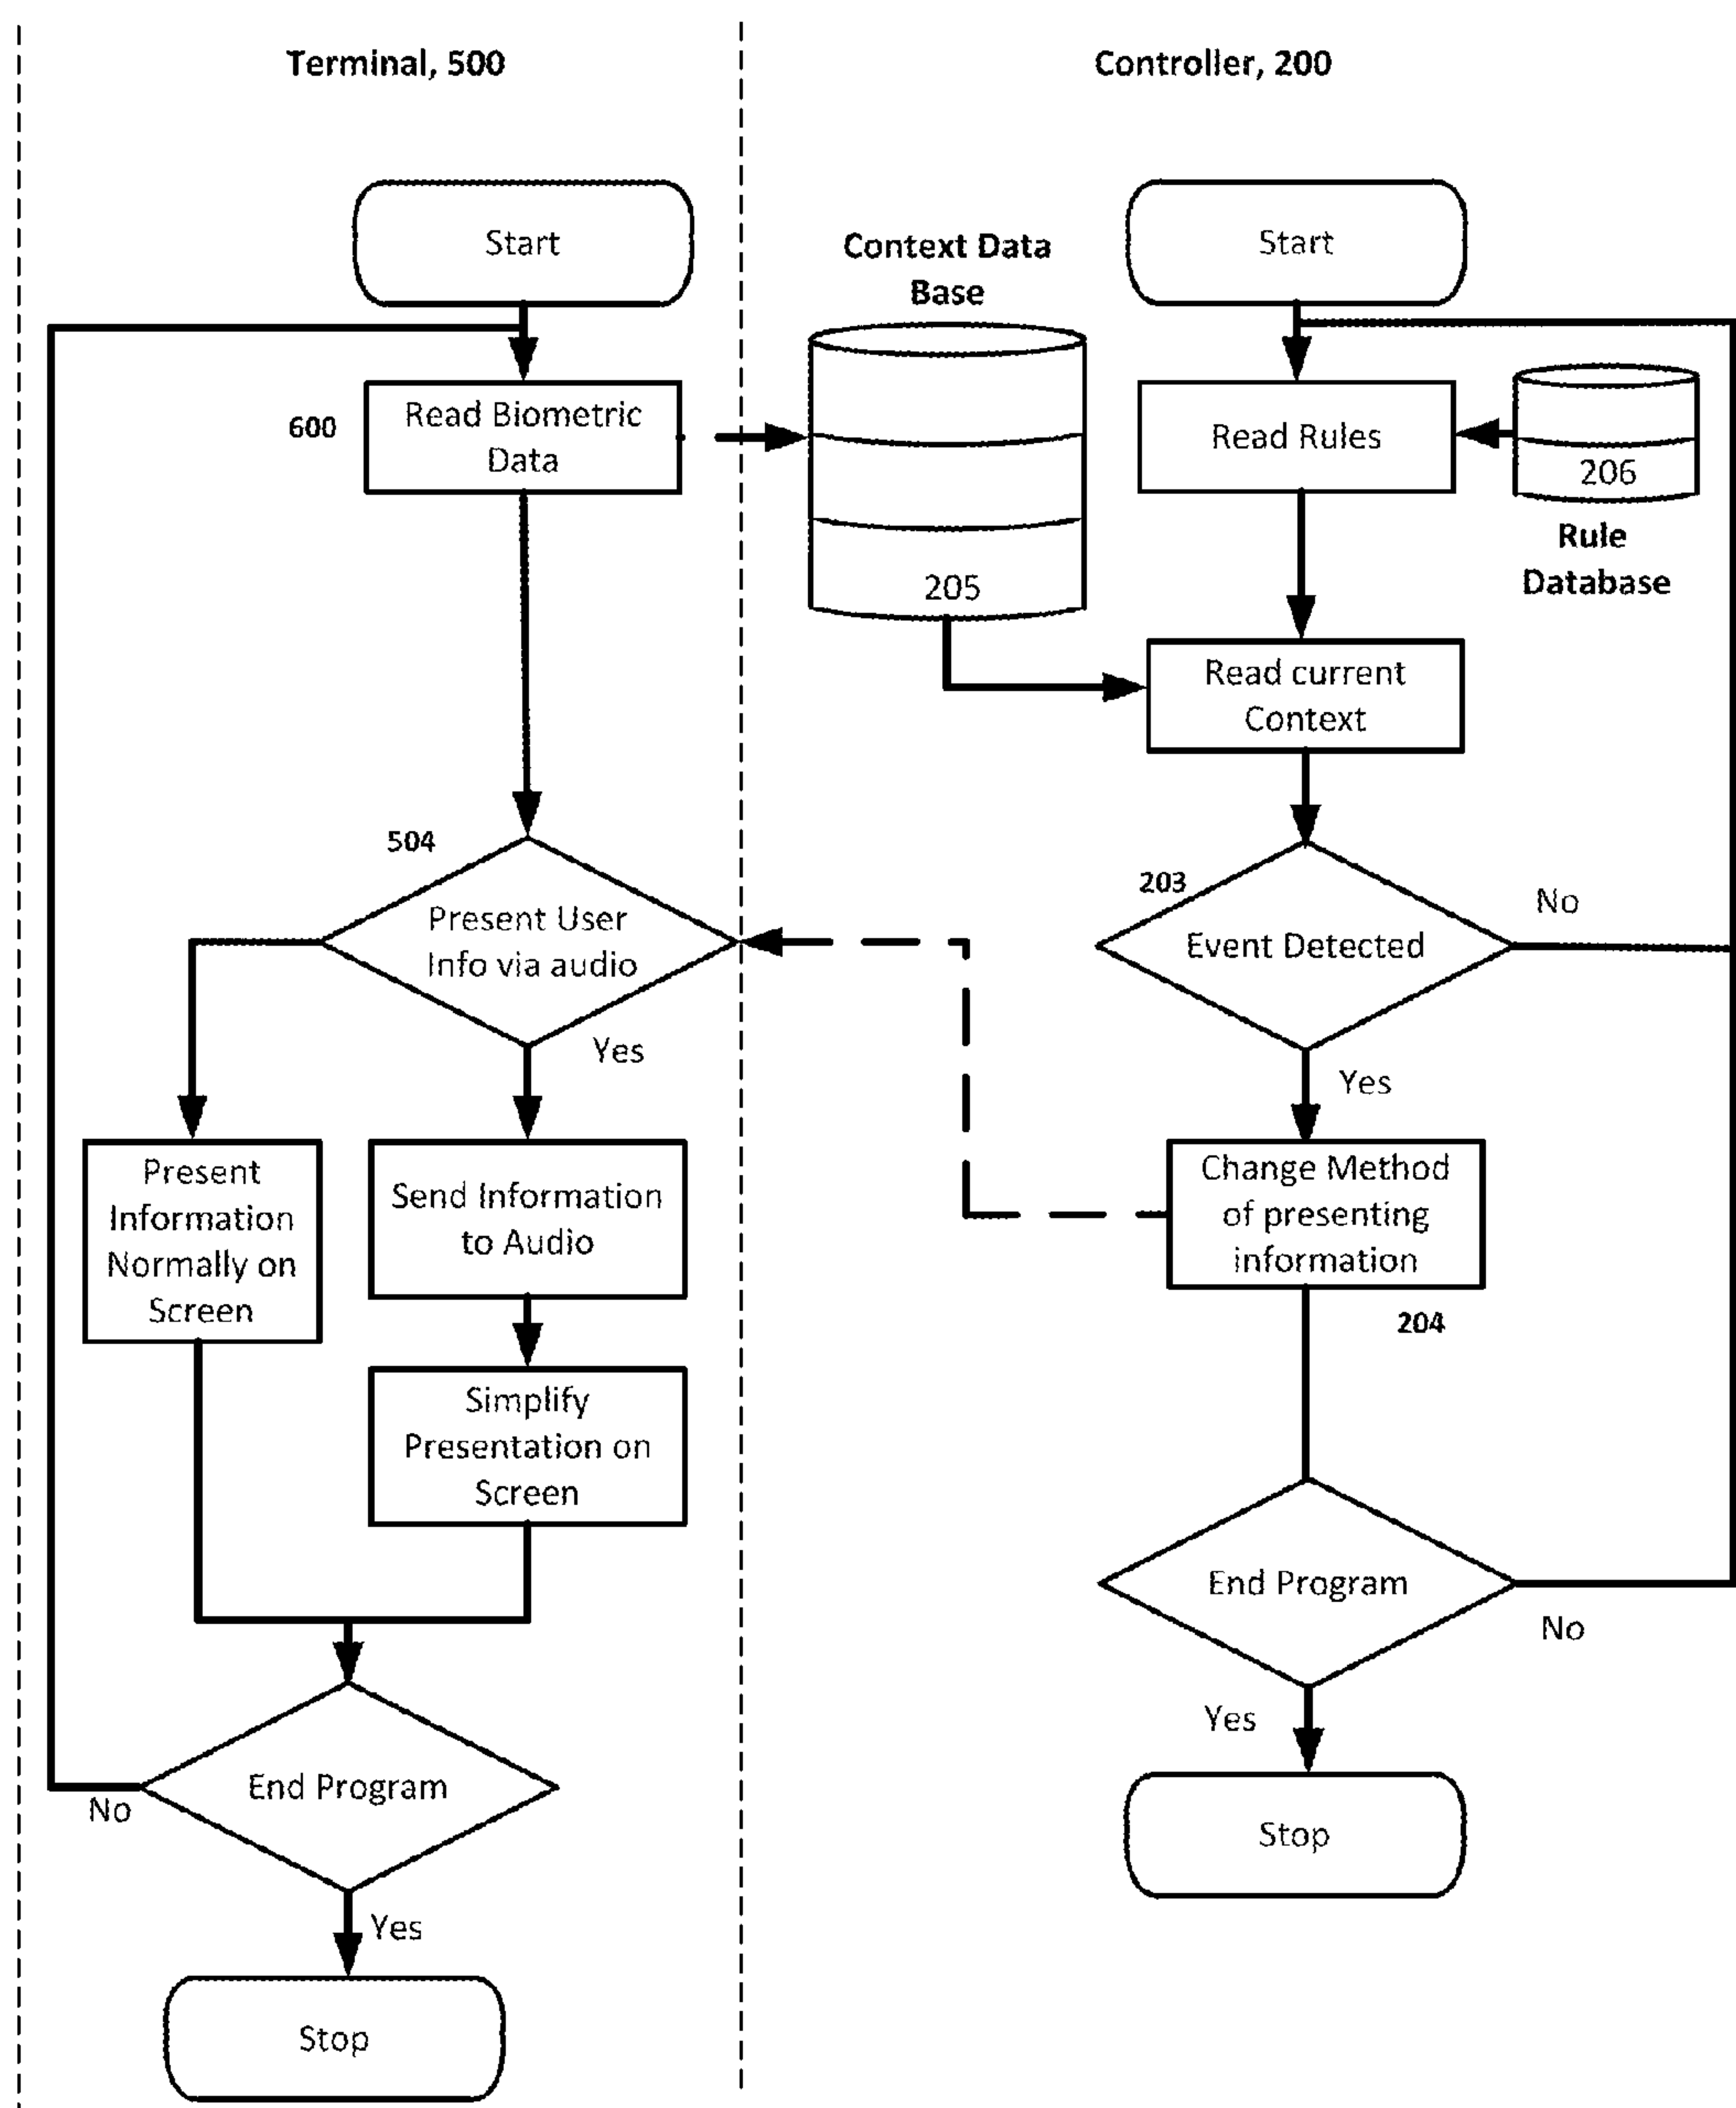 Terminal, 500
Controller, 200
Start
Start
Context Data
Base
600
Read Biometric
Data
Read Rules
206
Rule
Database
205
Read current
Context
504
Present User
Info via audio
Yes
203
Event Detected
No
Yes
Present
Information
Normally on
Screen
Send Information
to Audio
Change Method
of presenting
information
204
Simplify
Presentation on
Screen
End Program
No
Yes
Stop
End Program
No
Yes
Stop